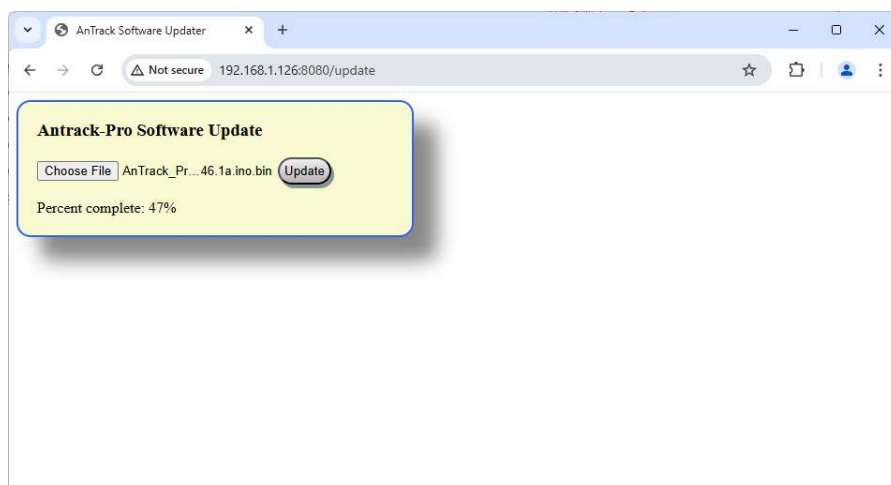 AnTrack Software Updater
Not secure 192.168.1.126:8080/update
Antrack-Pro Software Update
Choose File AnTrack_Pr...46.1a.ino.bin Update
Percent complete: 47%